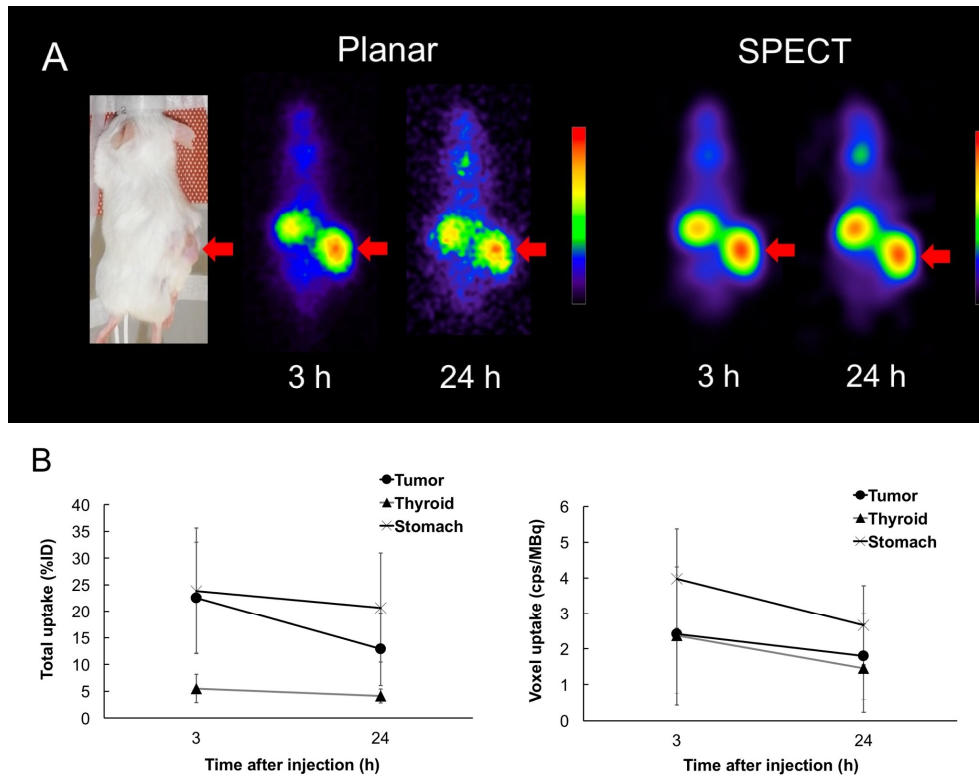 A
Planar
SPECT
3 h
24 h
3 h
24 h
B
Tumor
Thyroid
Stomach
40
35
30
25
20
15
10
5
0
Total uptake (%ID)
3
24
Time after injection (h)
Tumor
Thyroid
Stomach
6
5
4
3
2
1
0
Voxel uptake (cps/MBq)
3
24
Time after injection (h)